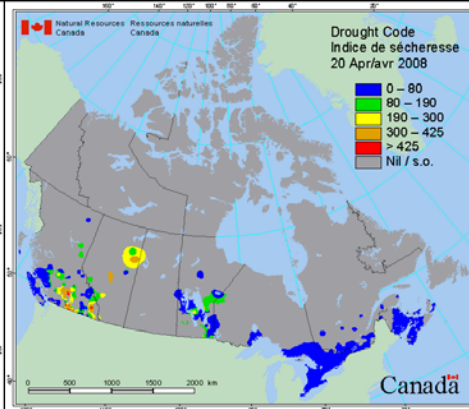 Natural Resources Ressources naturelles
Canada Canada
Drought Code
Indice de sécheresse
20 Apr/avr 2008
0 – 80
80 – 190
190 – 300
300 – 425
> 425
Nil / s.o.
0 500 1000 1500 2000 km
Canada